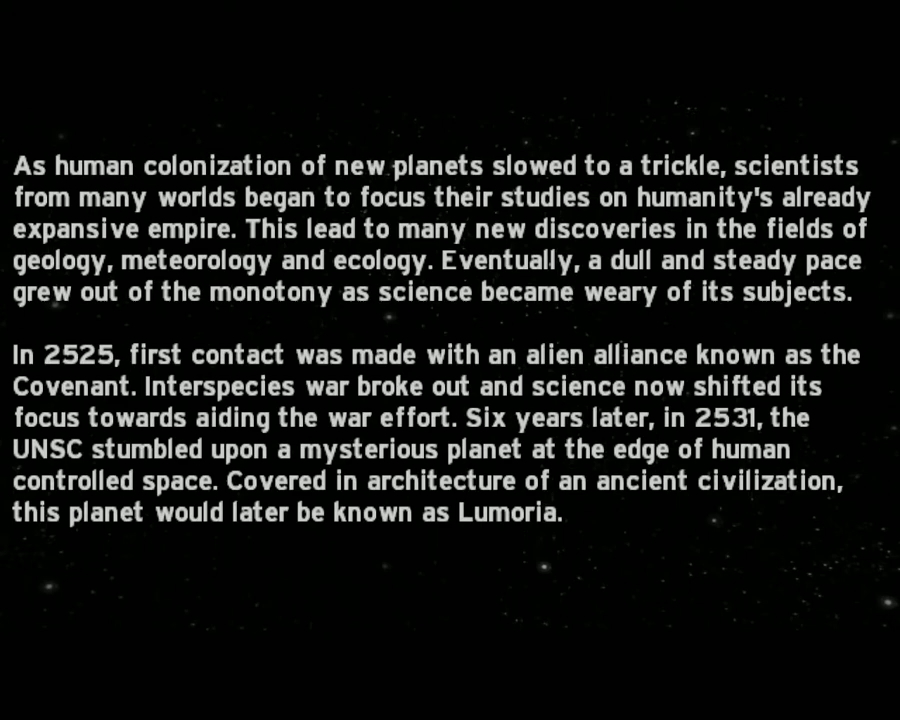 As human colonization of new planets slowed to a trickle, scientists
from many worlds began to focus their studies on humanity's already
expansive empire. This lead to many new discoveries in the fields of
geology, meteorology and ecology. Eventually, a dull and steady pace
grew out of the monotony as science became weary of its subjects.
In 2525, first contact was made with an alien alliance known as the
Covenant. Interspecies war broke out and science now shifted its
focus towards aiding the war effort. Six years later, in 2531, the
UNSC stumbled upon a mysterious planet at the edge of human
controlled space. Covered in architecture of an ancient civilization,
this planet would later be known as Lumoria.